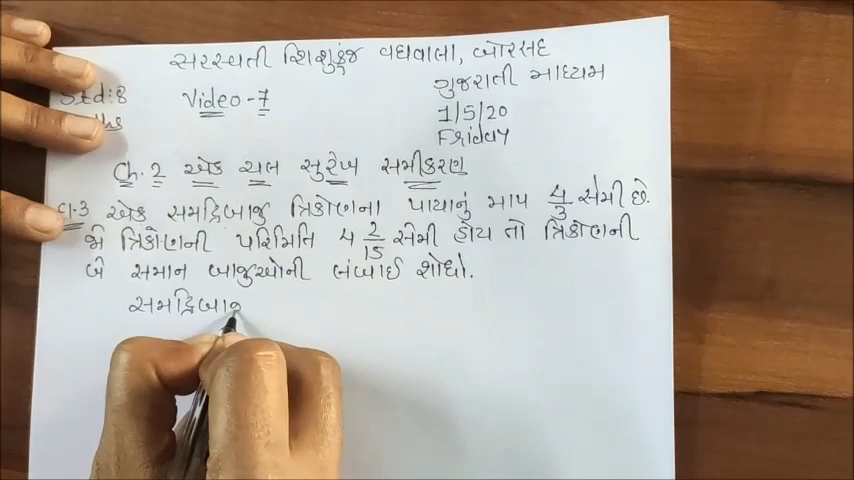 સરસ્વતી શિશુકુંજ વઘવાલા, બોરસદ
Std:8 Video-7 ગુજરાતી માધ્યમ
1/5/20
Friday
Ch. 2 એક ચલ સુરેખ સમીકરણ
દા.3 એક સમદ્વિબાજુ ત્રિકોણના પાયાનું માપ 4/3 સેમી છે.
જો ત્રિકોણની પરિમિતિ 4 2/15 સેમી હોય તો ત્રિકોણની
બે સમાન બાજુઓની લંબાઈ શોધો.
સમદ્વિબાજ